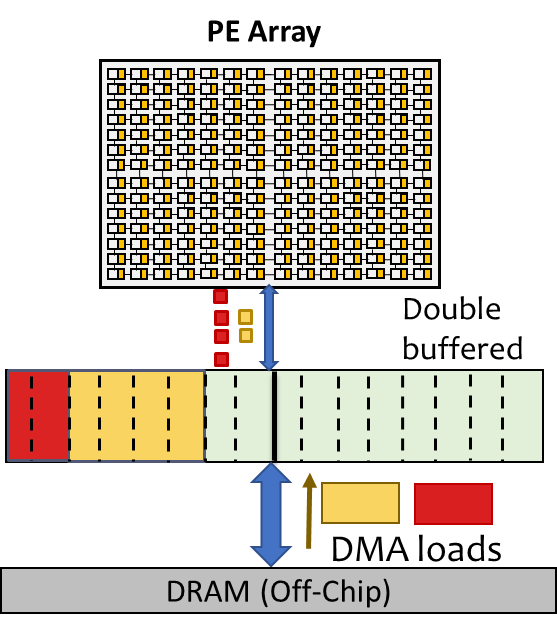 PE Array
Double
buffered
DMA loads
DRAM (Off-Chip)